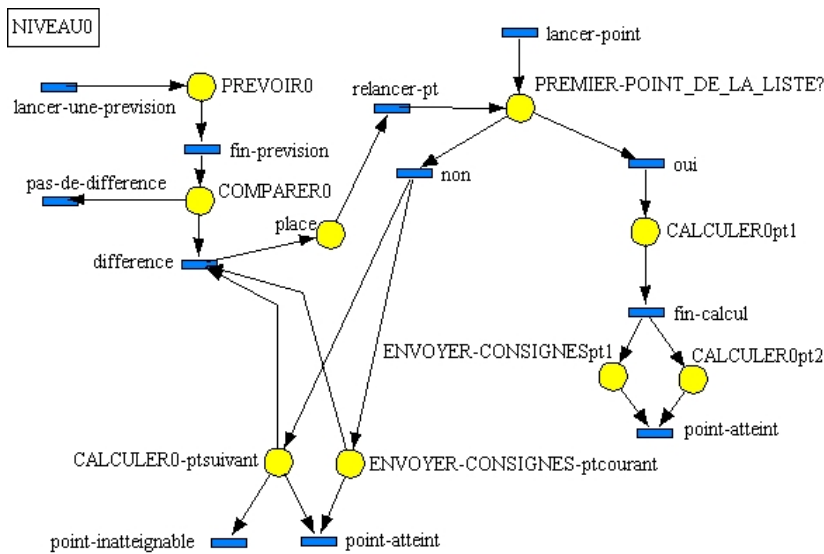 NIVEAU0
lancer-point
PREVOIR0
PREMIER-POINT_DE_LA_LISTE?
relancer-pt
lancer-une-prevision
fin-prevision
oui
non
pas-de-difference
COMPARER0
place
CALCULER0pt1
difference
fin-calcul
ENVOYER-CONSIGNESpt1
CALCULER0pt2
point-atteint
CALCULER0-ptsuivant
ENVOYER-CONSIGNES-ptcourant
point-inatteignable
point-atteint